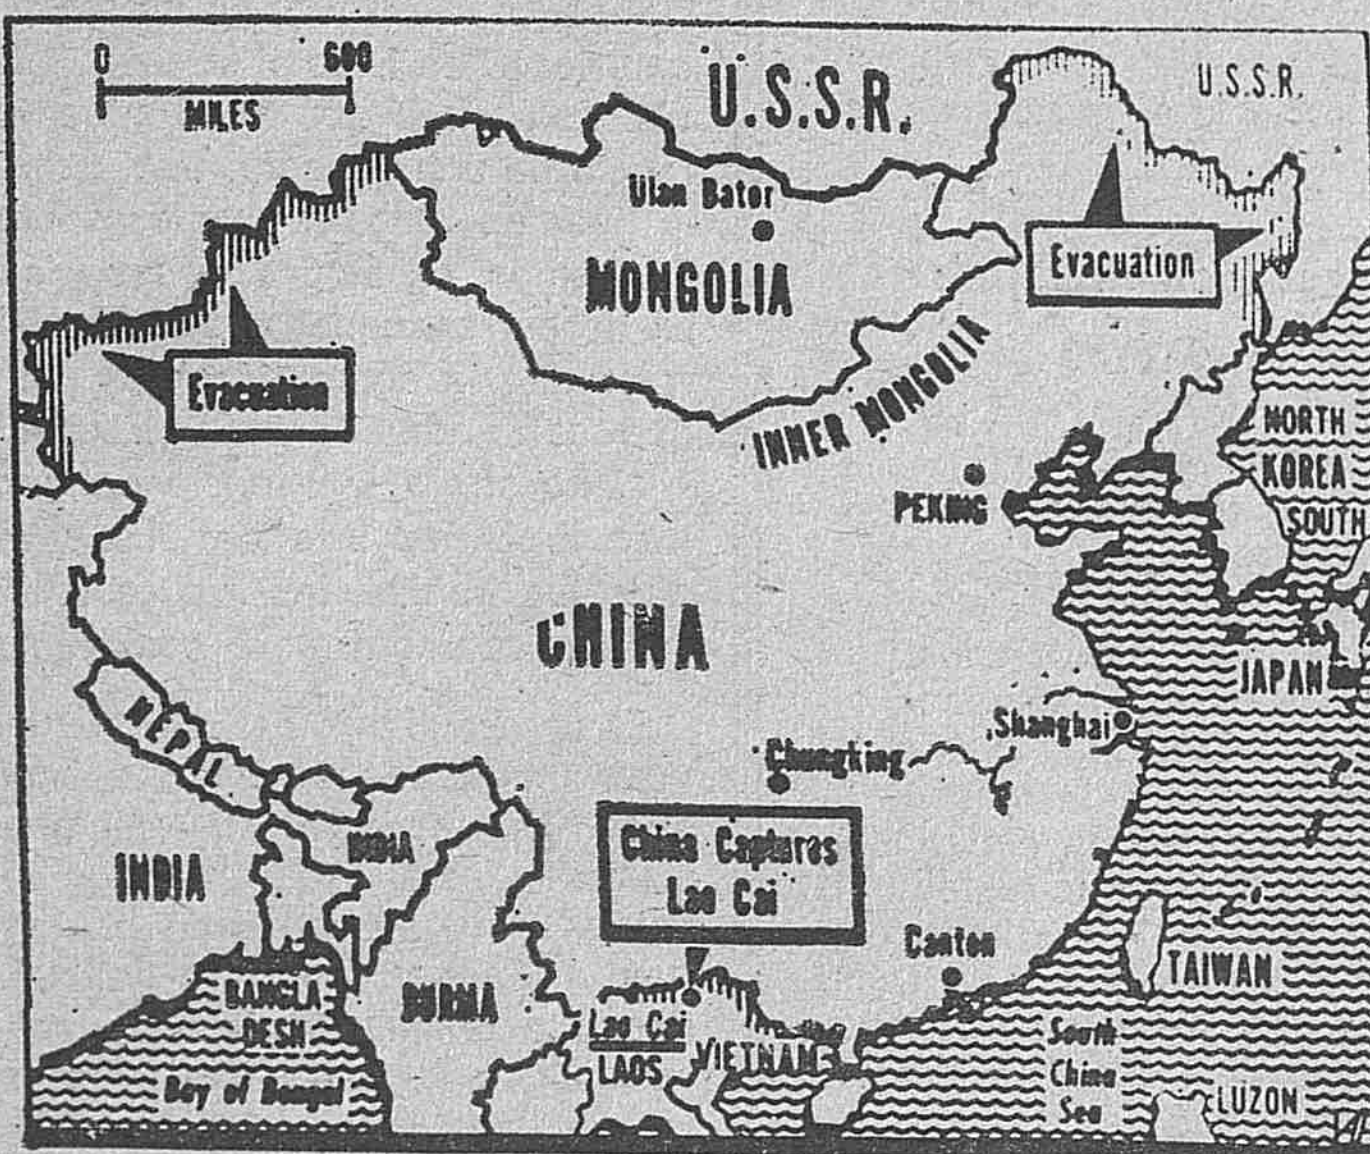 0 600
MILES
U.S.S.R.
U.S.S.R.
Ulan Bator
MONGOLIA
Evacuation
Evacuation
INNER MONGOLIA
NORTH
KOREA
SOUTH
PEKING
CHINA
JAPAN
NEPAL
Shanghai
Chungking
China Captures
Lao Cai
INDIA
INDIA
Canton
TAIWAN
BANGLA
DESH
BURMA
Lao Cai
LAOS
VIETNAM
South
China
Sea
Bay of Bengal
LUZON